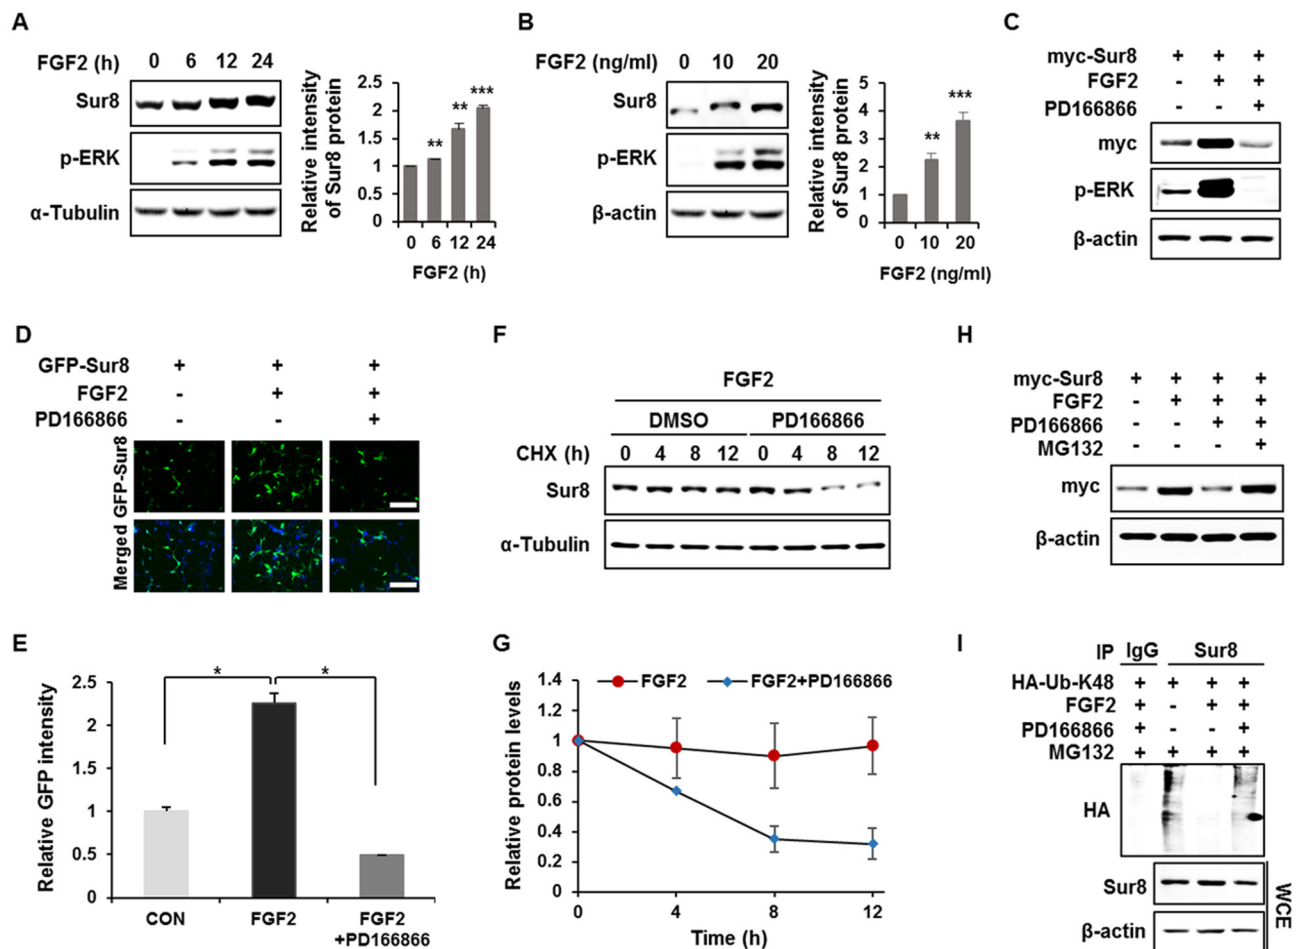 A
FGF2 (h) 0 6 12 24
Sur8
p-ERK
α-Tubulin
Relative intensity
of Sur8 protein
2.5
2
1.5
1
0.5
0
** ** ***
0 6 12 24
FGF2 (h)
B
FGF2 (ng/ml) 0 10 20
Sur8
p-ERK
β-actin
Relative intensity
of Sur8 protein
5
4
3
2
1
0
** ***
0 10 20
FGF2 (ng/ml)
C
myc-Sur8 + + +
FGF2 - + +
PD166866 - - +
myc
p-ERK
β-actin
D
GFP-Sur8 + + +
FGF2 - + +
PD166866 - - +
GFP-Sur8
Merged
E
Relative GFP intensity
3
2.5
2
1.5
1
0.5
0
* *
CON FGF2 FGF2
+PD166866
F
FGF2
DMSO PD166866
CHX (h) 0 4 8 12 0 4 8 12
Sur8
α-Tubulin
G
Relative protein levels
1.4
1.2
1
0.8
0.6
0.4
0.2
0
FGF2 FGF2+PD166866
0 4 8 12
Time (h)
H
myc-Sur8 + + + +
FGF2 - + + +
PD166866 - - + +
MG132 - - - +
myc
β-actin
I
IP IgG Sur8
HA-Ub-K48 + + + +
FGF2 + - + +
PD166866 + - - +
MG132 + + + +
HA
Sur8
β-actin
WCE